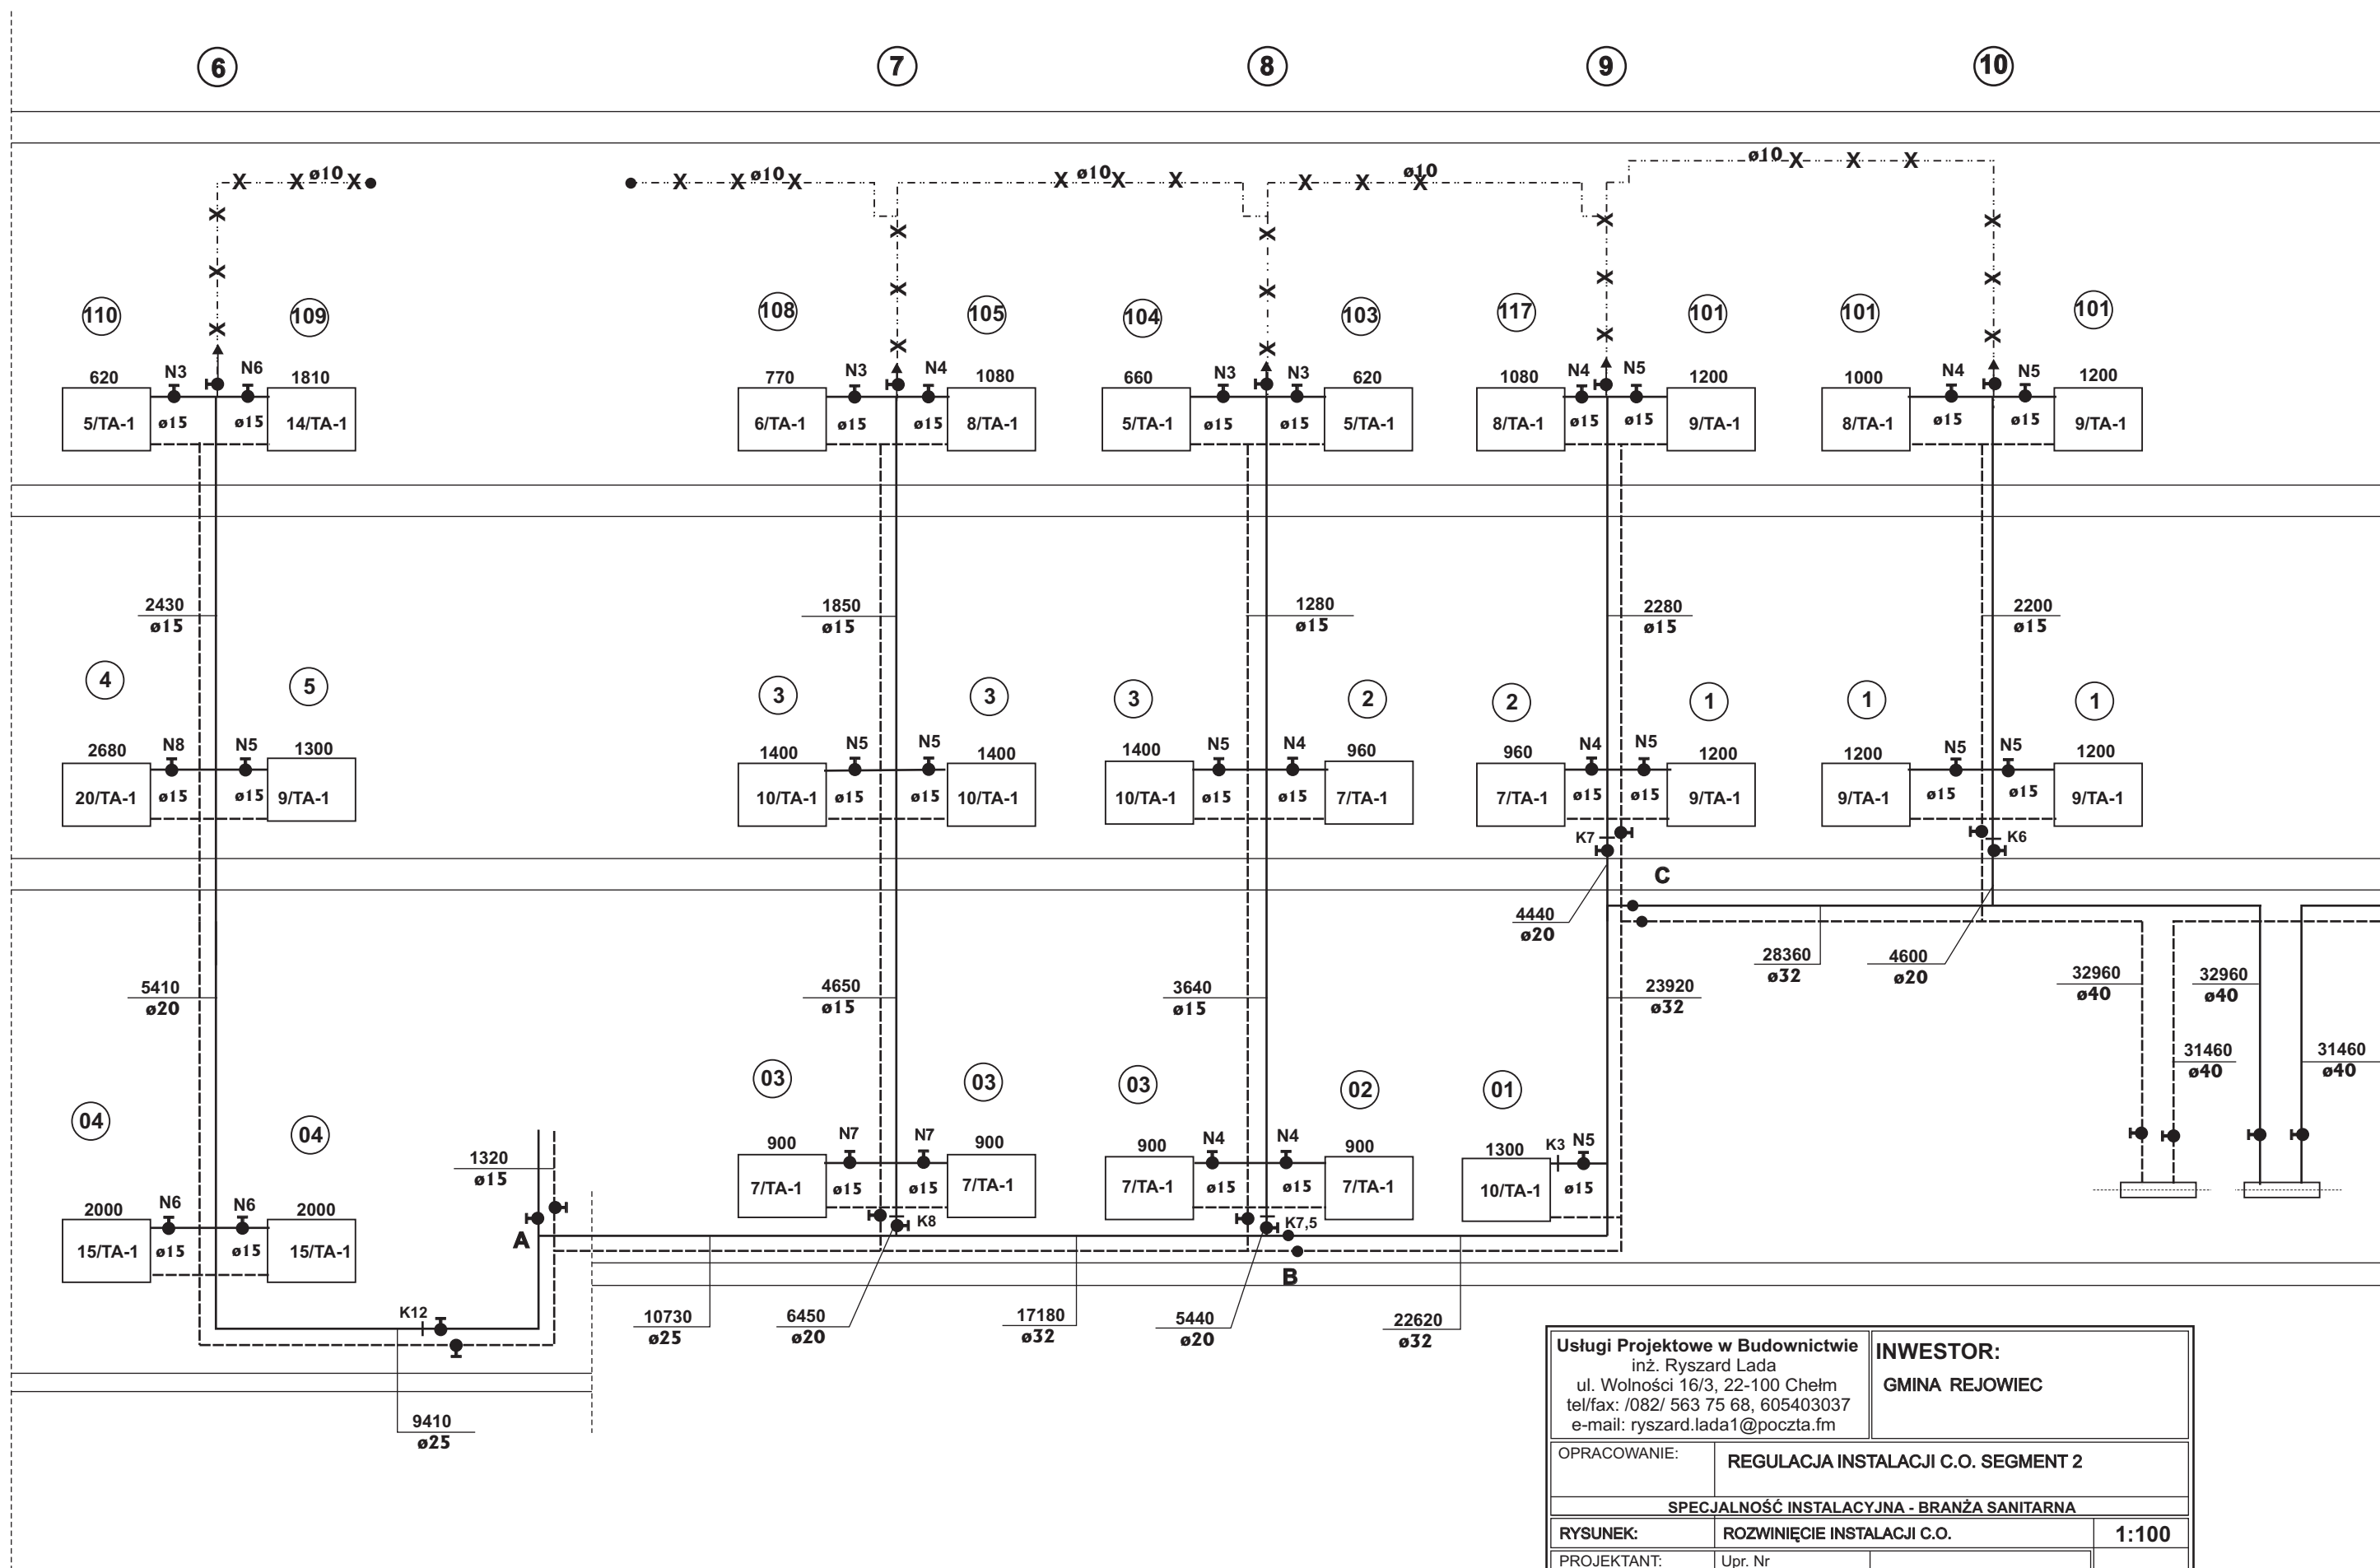 6 7 8 9 10
ø10 ø10 ø10 ø10 ø10
X X X X X X X X X X X X X X
X X X X X
X X X X X
X X X X X
110 109 108 105 104 103 117 101 101 101
620 N3 N6 1810 770 N3 N4 1080 660 N3 N3 620 1080 N4 N5 1200 1000 N4 N5 1200
5/TA-1 ø15 ø15 14/TA-1 6/TA-1 ø15 ø15 8/TA-1 5/TA-1 ø15 ø15 5/TA-1 8/TA-1 ø15 ø15 9/TA-1 8/TA-1 ø15 ø15 9/TA-1
2430 1850 1280 2280 2200
ø15 ø15 ø15 ø15 ø15
4 5 3 3 3 2 2 1 1 1
2680 N8 N5 1300 1400 N5 N5 1400 1400 N5 N4 960 960 N4 N5 1200 1200 N5 N5 1200
20/TA-1 ø15 ø15 9/TA-1 10/TA-1 ø15 ø15 10/TA-1 10/TA-1 ø15 ø15 7/TA-1 7/TA-1 ø15 ø15 9/TA-1 9/TA-1 ø15 ø15 9/TA-1
K7 K6
C
4440
ø20
28360 4600 32960 32960
ø32 ø20 ø40 ø40
5410 4650 3640 23920
ø20 ø15 ø15 ø32
31460 31460
ø40 ø40
03 03 03 02 01
04 04
900 N7 N7 900 900 N4 N4 900 1300 K3 N5
7/TA-1 ø15 ø15 7/TA-1 7/TA-1 ø15 ø15 7/TA-1 10/TA-1 ø15
1320
ø15
2000 N6 N6 2000
15/TA-1 ø15 ø15 15/TA-1
A K8 K7,5
B
K12
10730 6450 17180 5440 22620
ø25 ø20 ø32 ø20 ø32
9410
ø25
Usługi Projektowe w Budownictwie
inż. Ryszard Lada
ul. Wolności 16/3, 22-100 Chełm
tel/fax: /082/ 563 75 68, 605403037
e-mail: ryszard.lada1@poczta.fm
INWESTOR:
GMINA REJOWIEC
OPRACOWANIE: REGULACJA INSTALACJI C.O. SEGMENT 2
SPECJALNOŚĆ INSTALACYJNA - BRANŻA SANITARNA
RYSUNEK: ROZWINIĘCIE INSTALACJI C.O. 1:100
PROJEKTANT: Upr. Nr